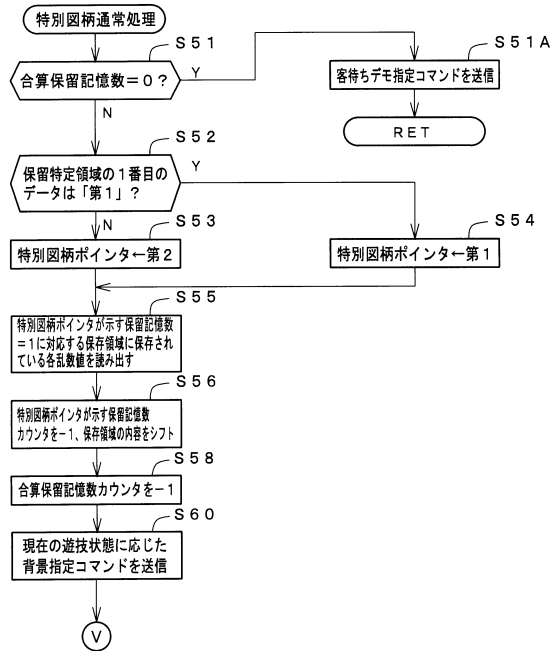 特別図柄通常処理
S51
合算保留記憶数=0?
Y
S51A
客待ちデモ指定コマンドを送信
N
RET
S52
保留特定領域の1番目の
データは「第1」?
Y
N
S53
特別図柄ポインタ←第2
S54
特別図柄ポインタ←第1
S55
特別図柄ポインタが示す保留記憶数
=1に対応する保存領域に保存され
ている各乱数値を読み出す
S56
特別図柄ポインタが示す保留記憶数
カウンタを-1、保存領域の内容をシフト
S58
合算保留記憶数カウンタを-1
S60
現在の遊技状態に応じた
背景指定コマンドを送信
V